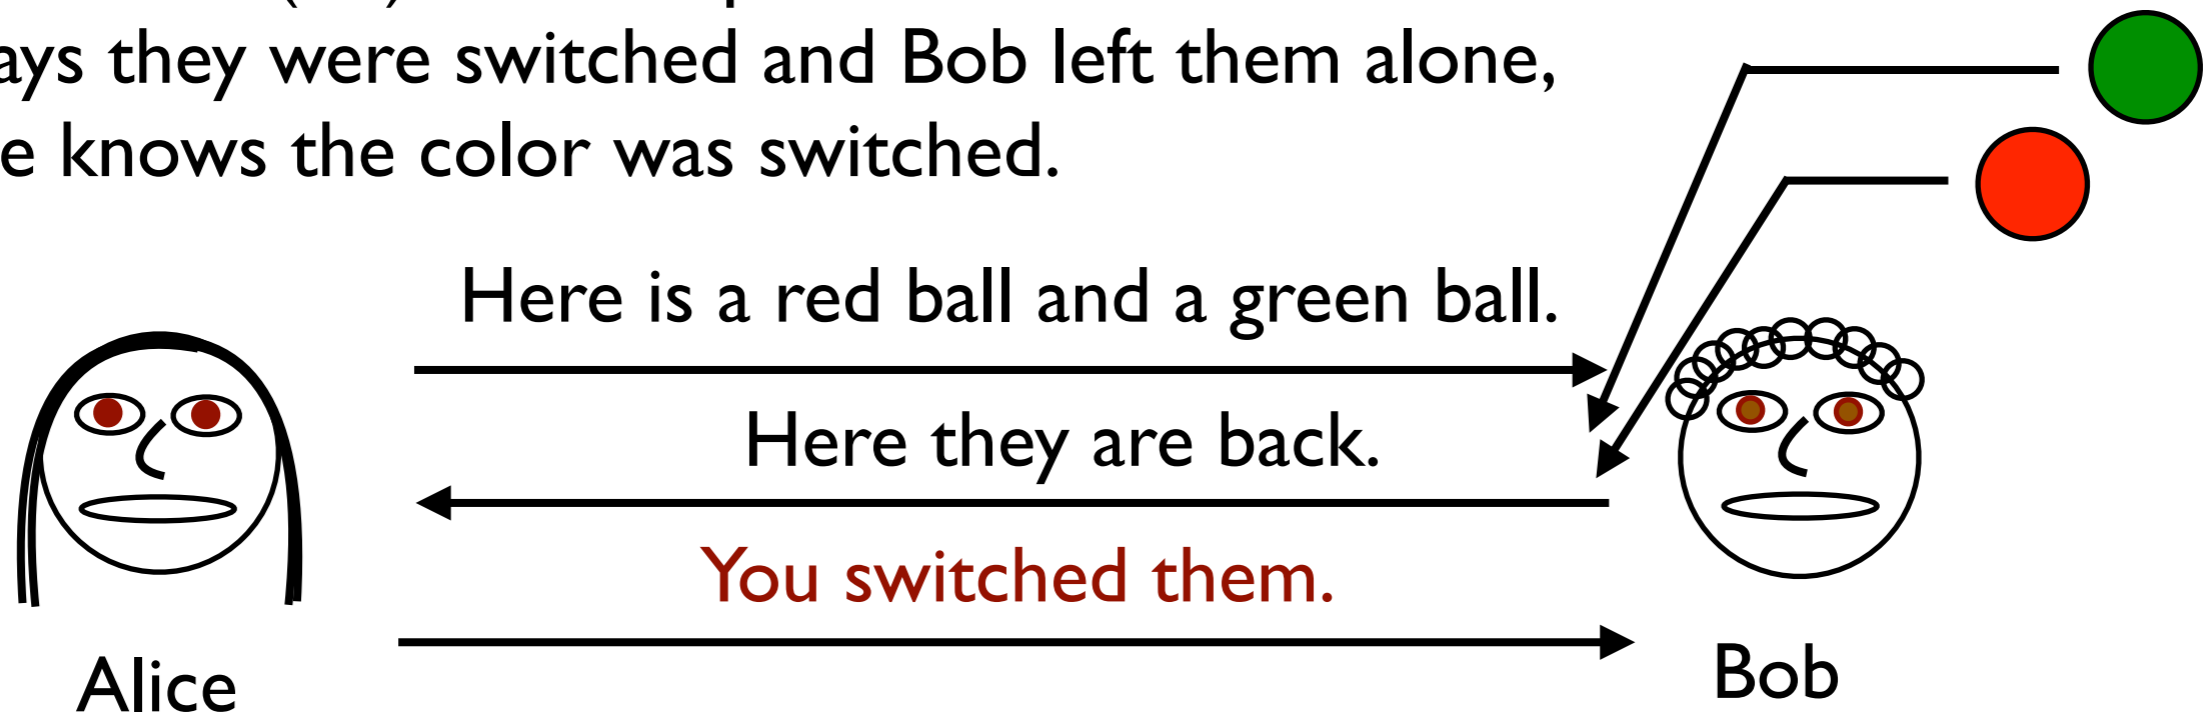 ays they were switched and Bob left them alone,
e knows the color was switched.
Here is a red ball and a green ball.
Here they are back.
You switched them.
Alice
Bob